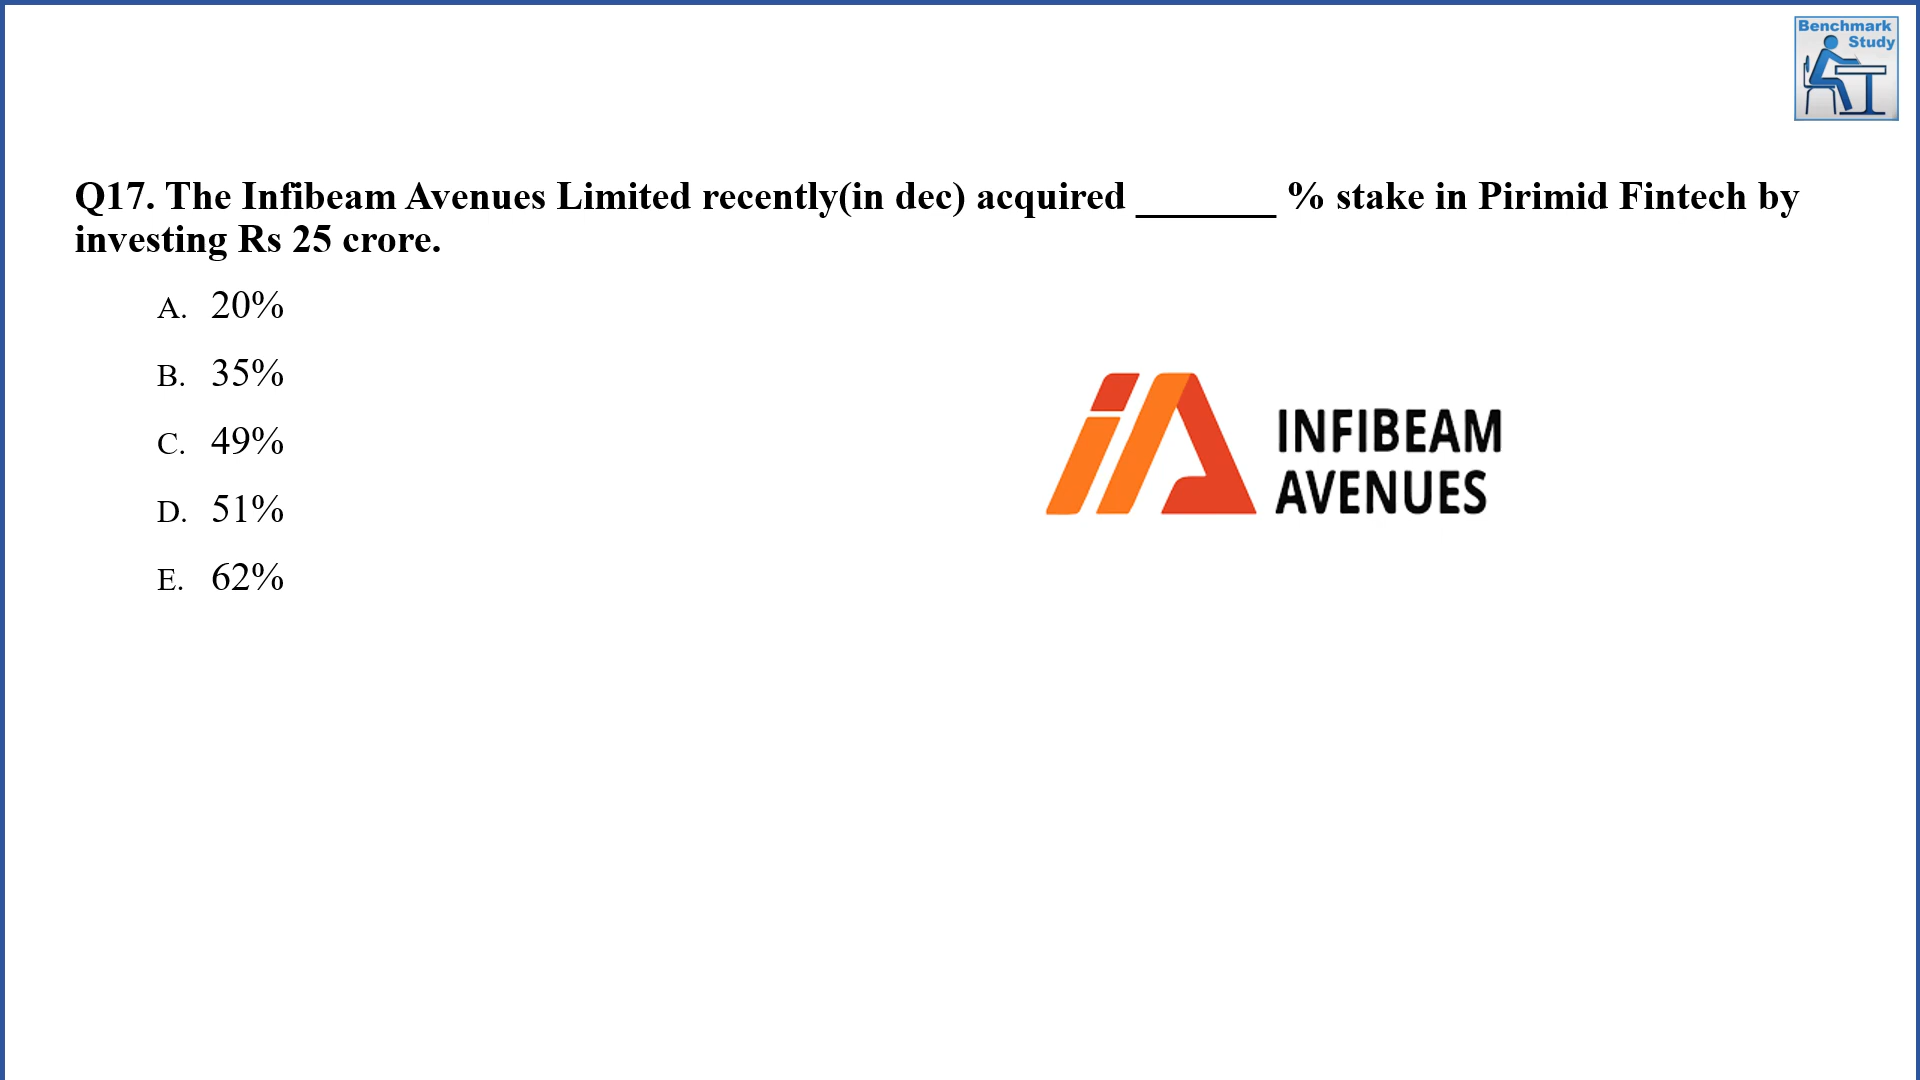 Benchmark
Study
Q17. The Infibeam Avenues Limited recently(in dec) acquired _______ % stake in Pirimid Fintech by
investing Rs 25 crore.
A. 20%
B. 35%
C. 49%
D. 51%
E. 62%
INFIBEAM
AVENUES